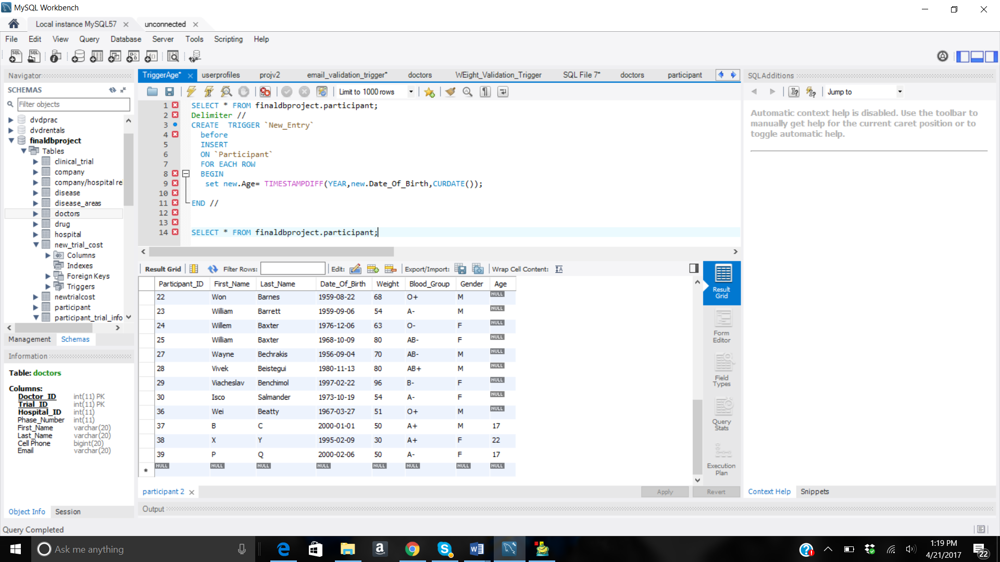 MySQL Workbench
Local instance MySQL57
unconnected
File Edit View Query Database Server Tools Scripting Help
Navigator
SCHEMAS
Filter objects
dvdprac
dvdrentals
finaldbproject
Tables
clinical_trial
company
company/hospital re
disease
disease_areas
doctors
drug
hospital
new_trial_cost
Columns
Indexes
Foreign Keys
Triggers
newtrialcost
participant
participant_trial_info
Management Schemas
Information
Table: doctors
Columns:
Doctor_ID int(11) PK
Trial_ID int(11) PK
Hospital_ID int(11)
Phase_Number int(11)
First_Name varchar(20)
Last_Name varchar(20)
Cell Phone bigint(20)
Email varchar(20)
Object Info Session
Query Completed
TriggerAge* userprofiles projv2 email_validation_trigger* doctors WEight_Validation_Trigger SQL File 7* doctors participant
Limit to 1000 rows
1 SELECT * FROM finaldbproject.participant;
2 Delimiter //
3 CREATE  TRIGGER `New_Entry`
4 before
5 INSERT
6 ON `Participant`
7 FOR EACH ROW
8 BEGIN
9 set new.Age= TIMESTAMPDIFF(YEAR,new.Date_Of_Birth,CURDATE());
10
11 END //
12
13
14 SELECT * FROM finaldbproject.participant;
Result Grid Filter Rows: Edit: Export/Import: Wrap Cell Content:
Participant_ID First_Name Last_Name Date_Of_Birth Weight Blood_Group Gender Age
22 Won Barnes 1959-08-22 68 O+ M NULL
23 William Barrett 1959-09-06 54 A- M NULL
24 Willem Baxter 1976-12-06 63 O- F NULL
25 William Baxter 1968-10-09 80 AB- F NULL
27 Wayne Bechrakis 1956-09-04 70 AB- M NULL
28 Vivek Beistegui 1980-11-13 80 AB+ M NULL
29 Viacheslav Benchimol 1997-02-22 96 B- F NULL
30 Isco Salmander 1973-10-19 54 A- F NULL
36 Wei Beatty 1967-03-27 51 O+ M NULL
37 B C 2000-01-01 50 A+ M 17
38 X Y 1995-02-09 30 A+ F 22
39 P Q 2000-02-06 50 A- F 17
NULL NULL NULL NULL NULL NULL NULL NULL
Result
Grid
Form
Editor
Field
Types
Query
Stats
Execution
Plan
participant 2
Apply Revert
Output
SQLAdditions
Jump to
Automatic context help is disabled. Use the toolbar to
manually get help for the current caret position or to
toggle automatic help.
Context Help Snippets
Ask me anything
1:19 PM
4/21/2017
22